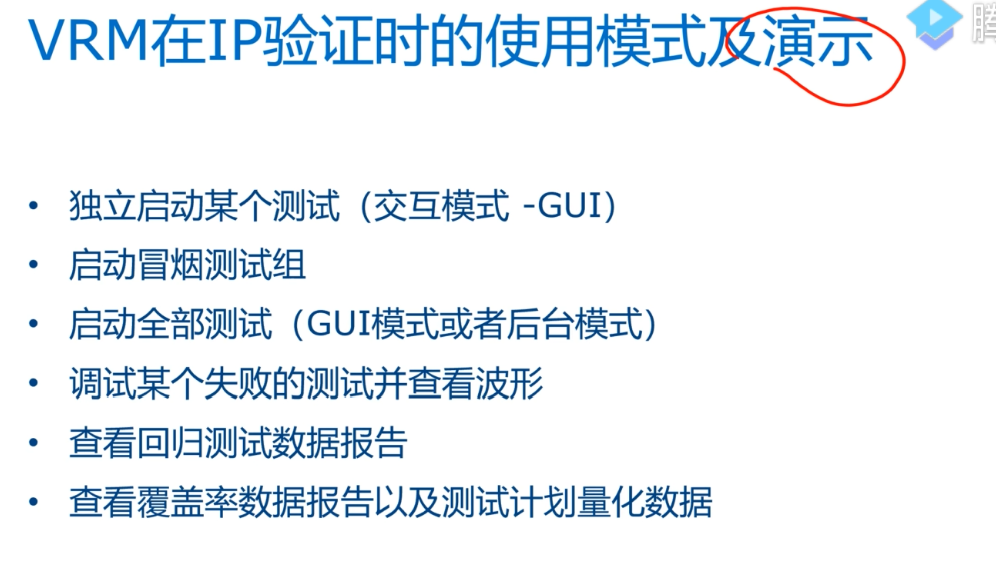 VRM在IP验证时的使用模式及演示
腾
• 独立启动某个测试（交互模式 -GUI）
• 启动冒烟测试组
• 启动全部测试（GUI模式或者后台模式）
• 调试某个失败的测试并查看波形
• 查看回归测试数据报告
• 查看覆盖率数据报告以及测试计划量化数据